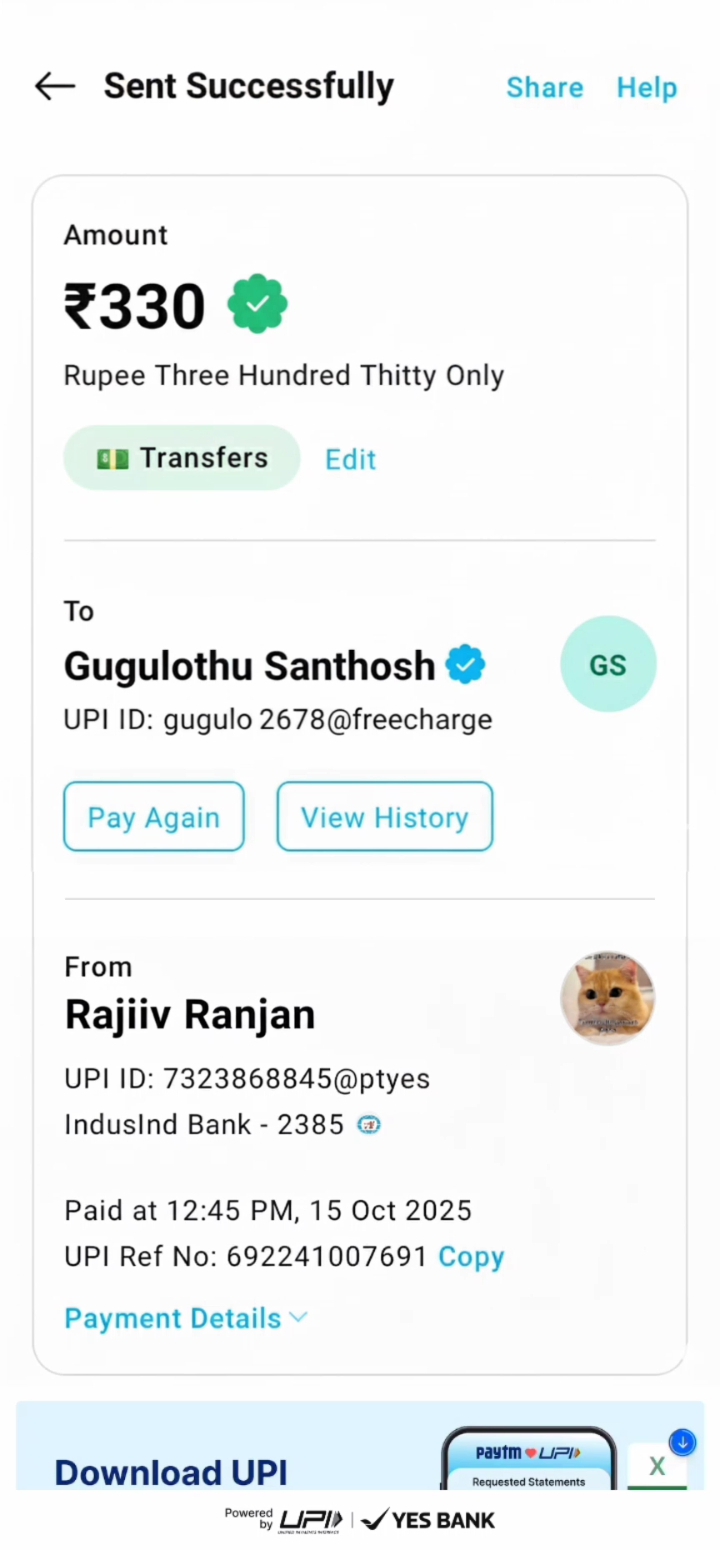 Sent Successfully Share Help
Amount
₹330
Rupee Three Hundred Thitty Only
Transfers Edit
To
Gugulothu Santhosh
GS
UPI ID: gugulo 2678@freecharge
Pay Again View History
From
Rajiiv Ranjan
UPI ID: 7323868845@ptyes
IndusInd Bank - 2385
Paid at 12:45 PM, 15 Oct 2025
UPI Ref No: 692241007691 Copy
Payment Details
paytm UPI
Download UPI
Requested Statements
X
Powered by UPI | YES BANK